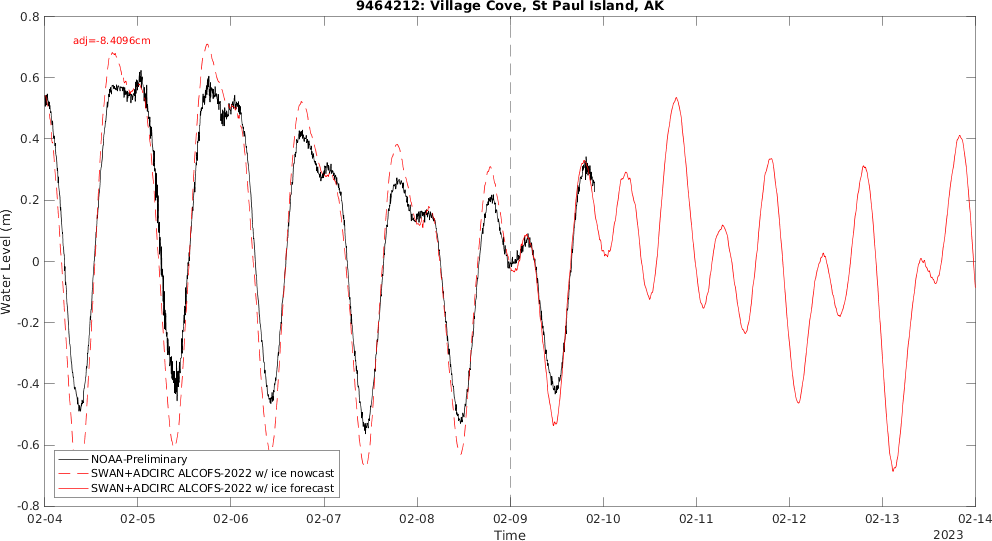 9464212: Village Cove, St Paul Island, AK
adj=-8.4096cm
Water Level (m)
0.8
0.6
0.4
0.2
0
-0.2
-0.4
-0.6
-0.8
NOAA-Preliminary
SWAN+ADCIRC ALCOFS-2022 w/ ice nowcast
SWAN+ADCIRC ALCOFS-2022 w/ ice forecast
02-04 02-05 02-06 02-07 02-08 02-09 02-10 02-11 02-12 02-13 02-14
Time
2023